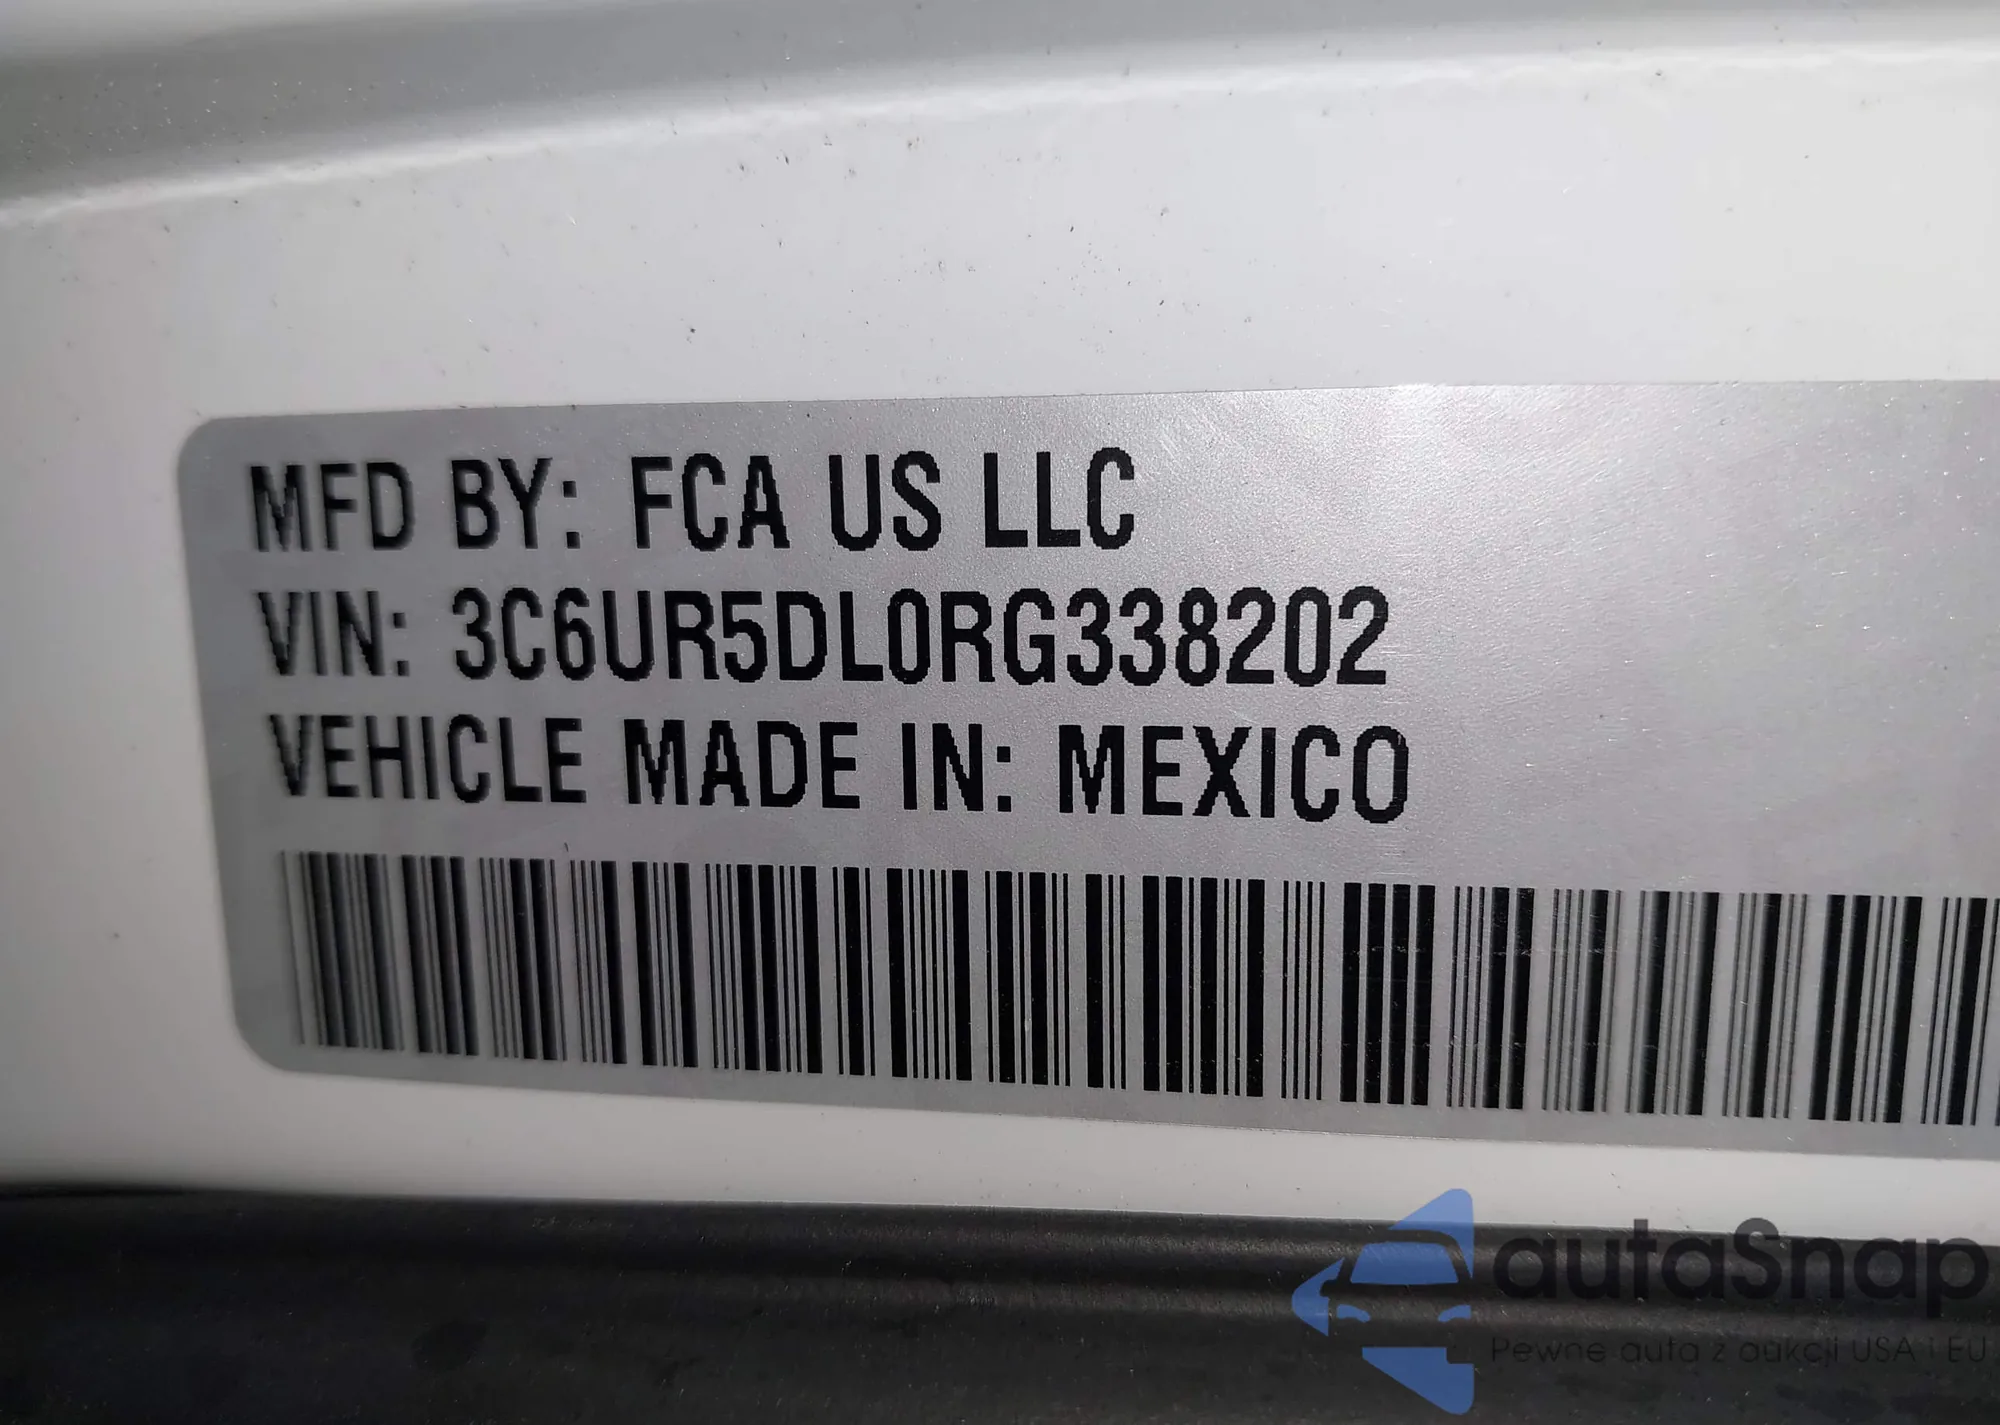 MFD BY: FCA US LLC
VIN: 3C6UR5DL0RG338202
VEHICLE MADE IN: MEXICO
autaSnap
Pewne auta z aukcji USA i EU